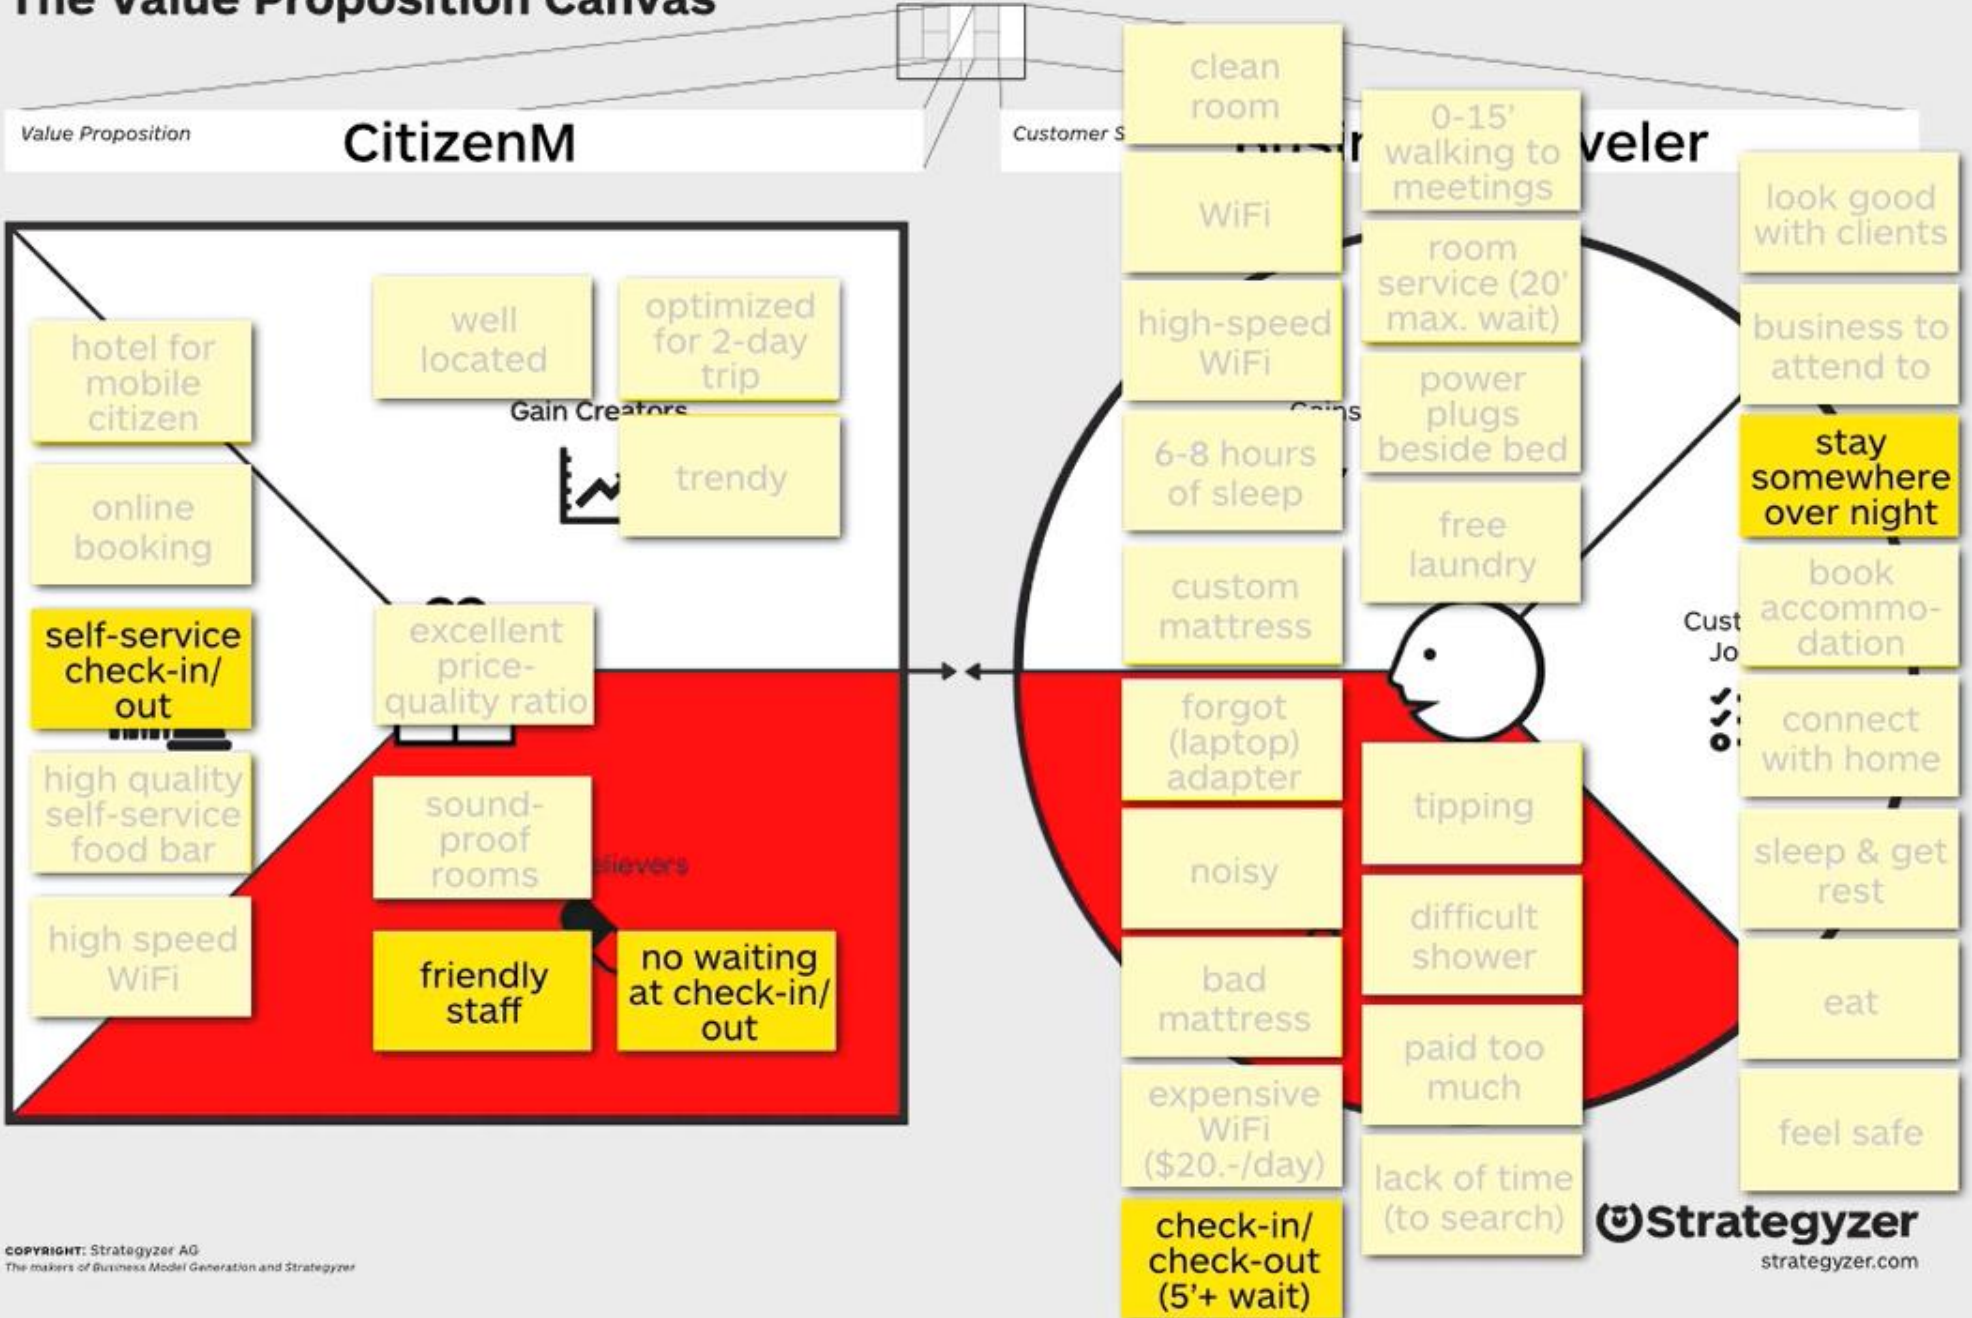 The Value Proposition Canvas
Value Proposition
CitizenM
hotel for
mobile
citizen
online
booking
self-service
check-in/
out
high quality
self-service
food bar
high speed
WiFi
well
located
optimized
for 2-day
trip
Gain Creators
trendy
excellent
price-
quality ratio
sound-
proof
rooms
elievers
friendly
staff
no waiting
at check-in/
out
Customer S
veler
clean
room
WiFi
high-speed
WiFi
6-8 hours
of sleep
custom
mattress
0-15'
walking to
meetings
room
service (20'
max. wait)
power
plugs
beside bed
free
laundry
Gains
forgot
(laptop)
adapter
noisy
bad
mattress
expensive
WiFi
($20.-/day)
check-in/
check-out
(5'+ wait)
tipping
difficult
shower
paid too
much
lack of time
(to search)
Cust
Jo
look good
with clients
business to
attend to
stay
somewhere
over night
book
accommo-
dation
connect
with home
sleep & get
rest
eat
feel safe
COPYRIGHT: Strategyzer AG
The makers of Business Model Generation and Strategyzer
Strategyzer
strategyzer.com